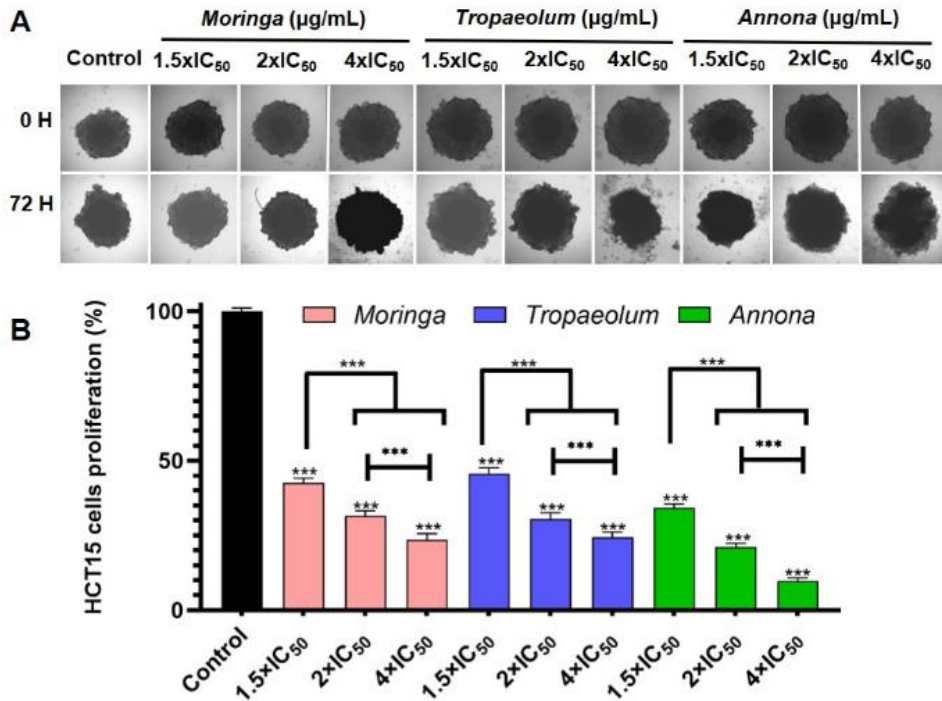 A
Moringa (µg/mL) Tropaeolum (µg/mL) Annona (µg/mL)
Control 1.5xIC₅₀ 2xIC₅₀ 4xIC₅₀ 1.5xIC₅₀ 2xIC₅₀ 4xIC₅₀ 1.5xIC₅₀ 2xIC₅₀ 4xIC₅₀
0 H
72 H
B
HCT15 cells proliferation (%)
100
50
0
Moringa Tropaeolum Annona
*** *** ***
*** *** ***
*** *** *** *** *** *** *** *** ***
Control 1.5×IC₅₀ 2×IC₅₀ 4×IC₅₀ 1.5×IC₅₀ 2×IC₅₀ 4×IC₅₀ 1.5×IC₅₀ 2×IC₅₀ 4×IC₅₀